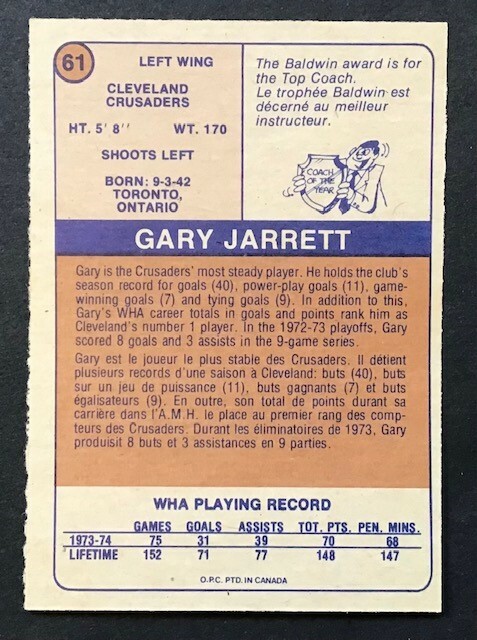 61
LEFT WING
CLEVELAND
CRUSADERS
HT. 5' 8'' WT. 170
SHOOTS LEFT
BORN: 9-3-42
TORONTO,
ONTARIO
The Baldwin award is for
the Top Coach.
Le trophée Baldwin est
décerné au meilleur
instructeur.
COACH
OF THE
YEAR
GARY JARRETT
Gary is the Crusaders' most steady player. He holds the club's
season record for goals (40), power-play goals (11), game-
winning goals (7) and tying goals (9). In addition to this,
Gary's WHA career totals in goals and points rank him as
Cleveland's number 1 player. In the 1972-73 playoffs, Gary
scored 8 goals and 3 assists in the 9-game series.
Gary est le joueur le plus stable des Crusaders. Il détient
plusieurs records d'une saison à Cleveland: buts (40), buts
sur un jeu de puissance (11), buts gagnants (7) et buts
égalisateurs (9). En outre, son total de points durant sa
carrière dans l'A.M.H. le place au premier rang des comp-
teurs des Crusaders. Durant les éliminatoires de 1973, Gary
produisit 8 buts et 3 assistances en 9 parties.
WHA PLAYING RECORD
GAMES GOALS ASSISTS TOT. PTS. PEN. MINS.
1973-74 75 31 39 70 68
LIFETIME 152 71 77 148 147
O.P.C. PTD. IN CANADA